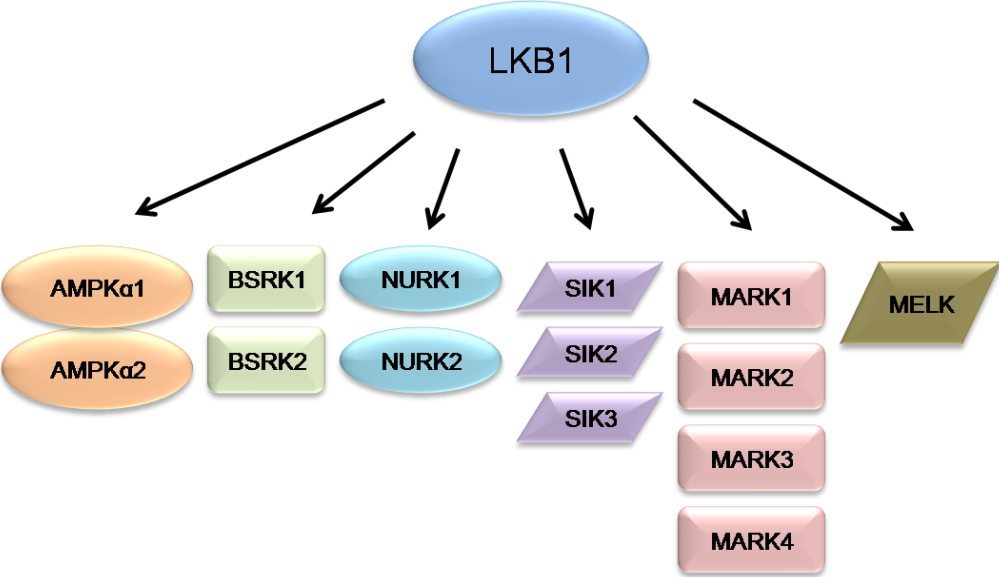 LKB1
AMPKα1
AMPKα2
BSRK1
BSRK2
NURK1
NURK2
SIK1
SIK2
SIK3
MARK1
MARK2
MARK3
MARK4
MELK